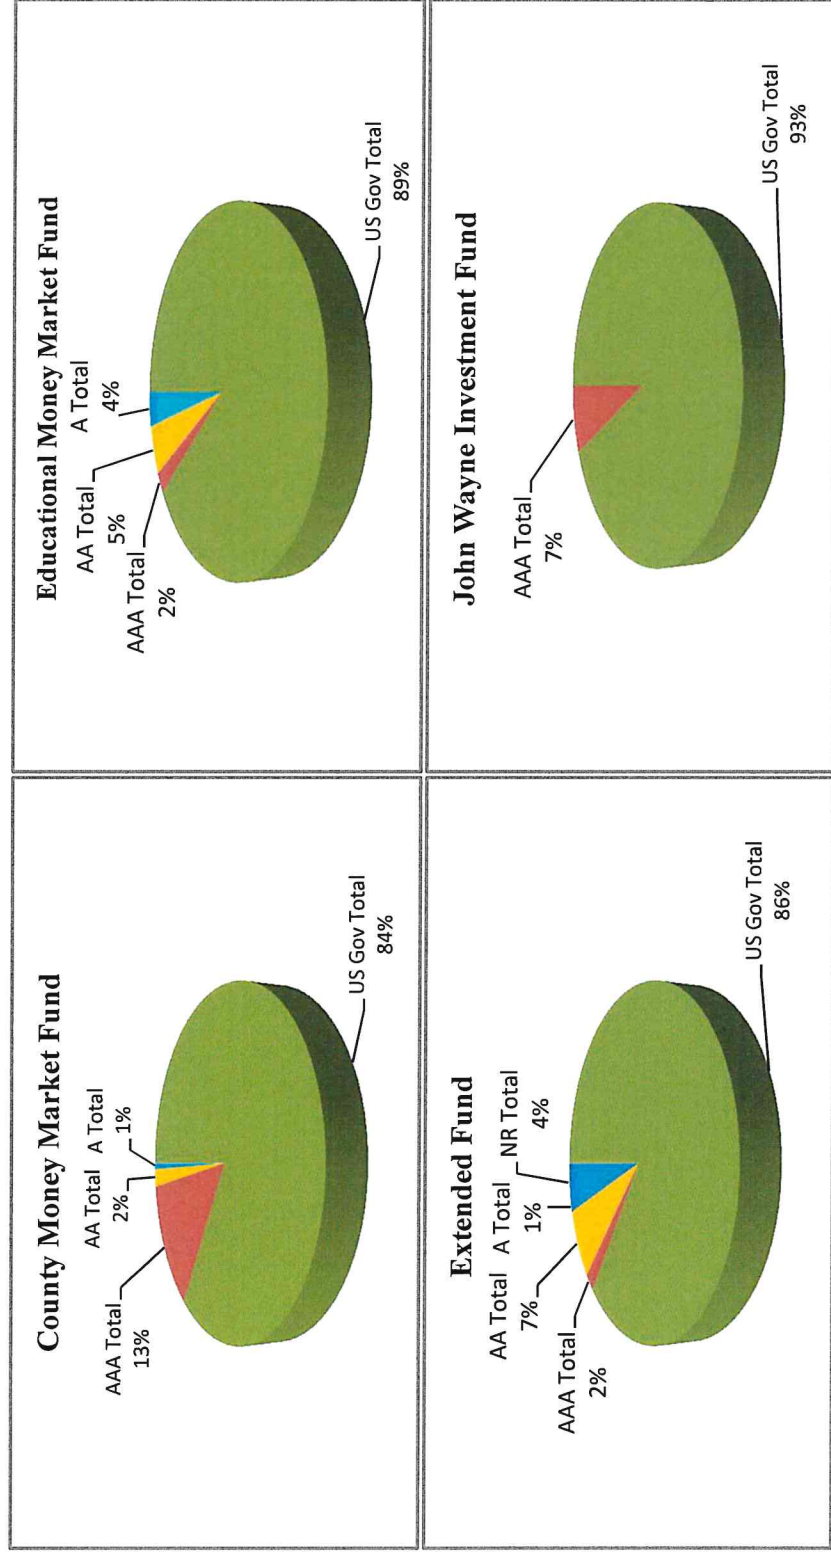 County Money Market Fund
AAA Total
13%
AA Total
2%
A Total
1%
US Gov Total
84%
Educational Money Market Fund
AAA Total
2%
AA Total
5%
A Total
4%
US Gov Total
89%
Extended Fund
AAA Total
2%
AA Total
7%
A Total
1%
NR Total
4%
US Gov Total
86%
John Wayne Investment Fund
AAA Total
7%
US Gov Total
93%